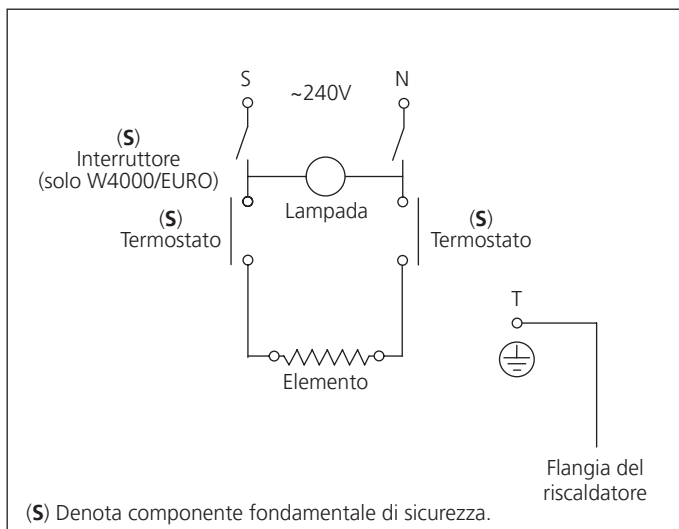 S
~240V
N
(S)
Interruttore
(solo W4000/EURO)
Lampada
(S)
Termostato
(S)
Termostato
T
Elemento
Flangia del
riscaldatore
(S) Denota componente fondamentale di sicurezza.